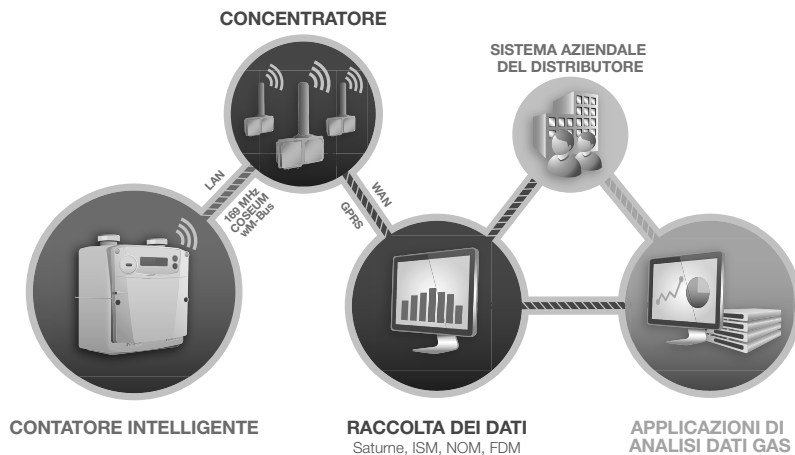 CONCENTRATORE
SISTEMA AZIENDALE
DEL DISTRIBUTORE
LAN
169 MHz
COSEUM
wM-Bus
WAN
GPRS
CONTATORE INTELLIGENTE
RACCOLTA DEI DATI
Saturne, ISM, NOM, FDM
APPLICAZIONI DI
ANALISI DATI GAS